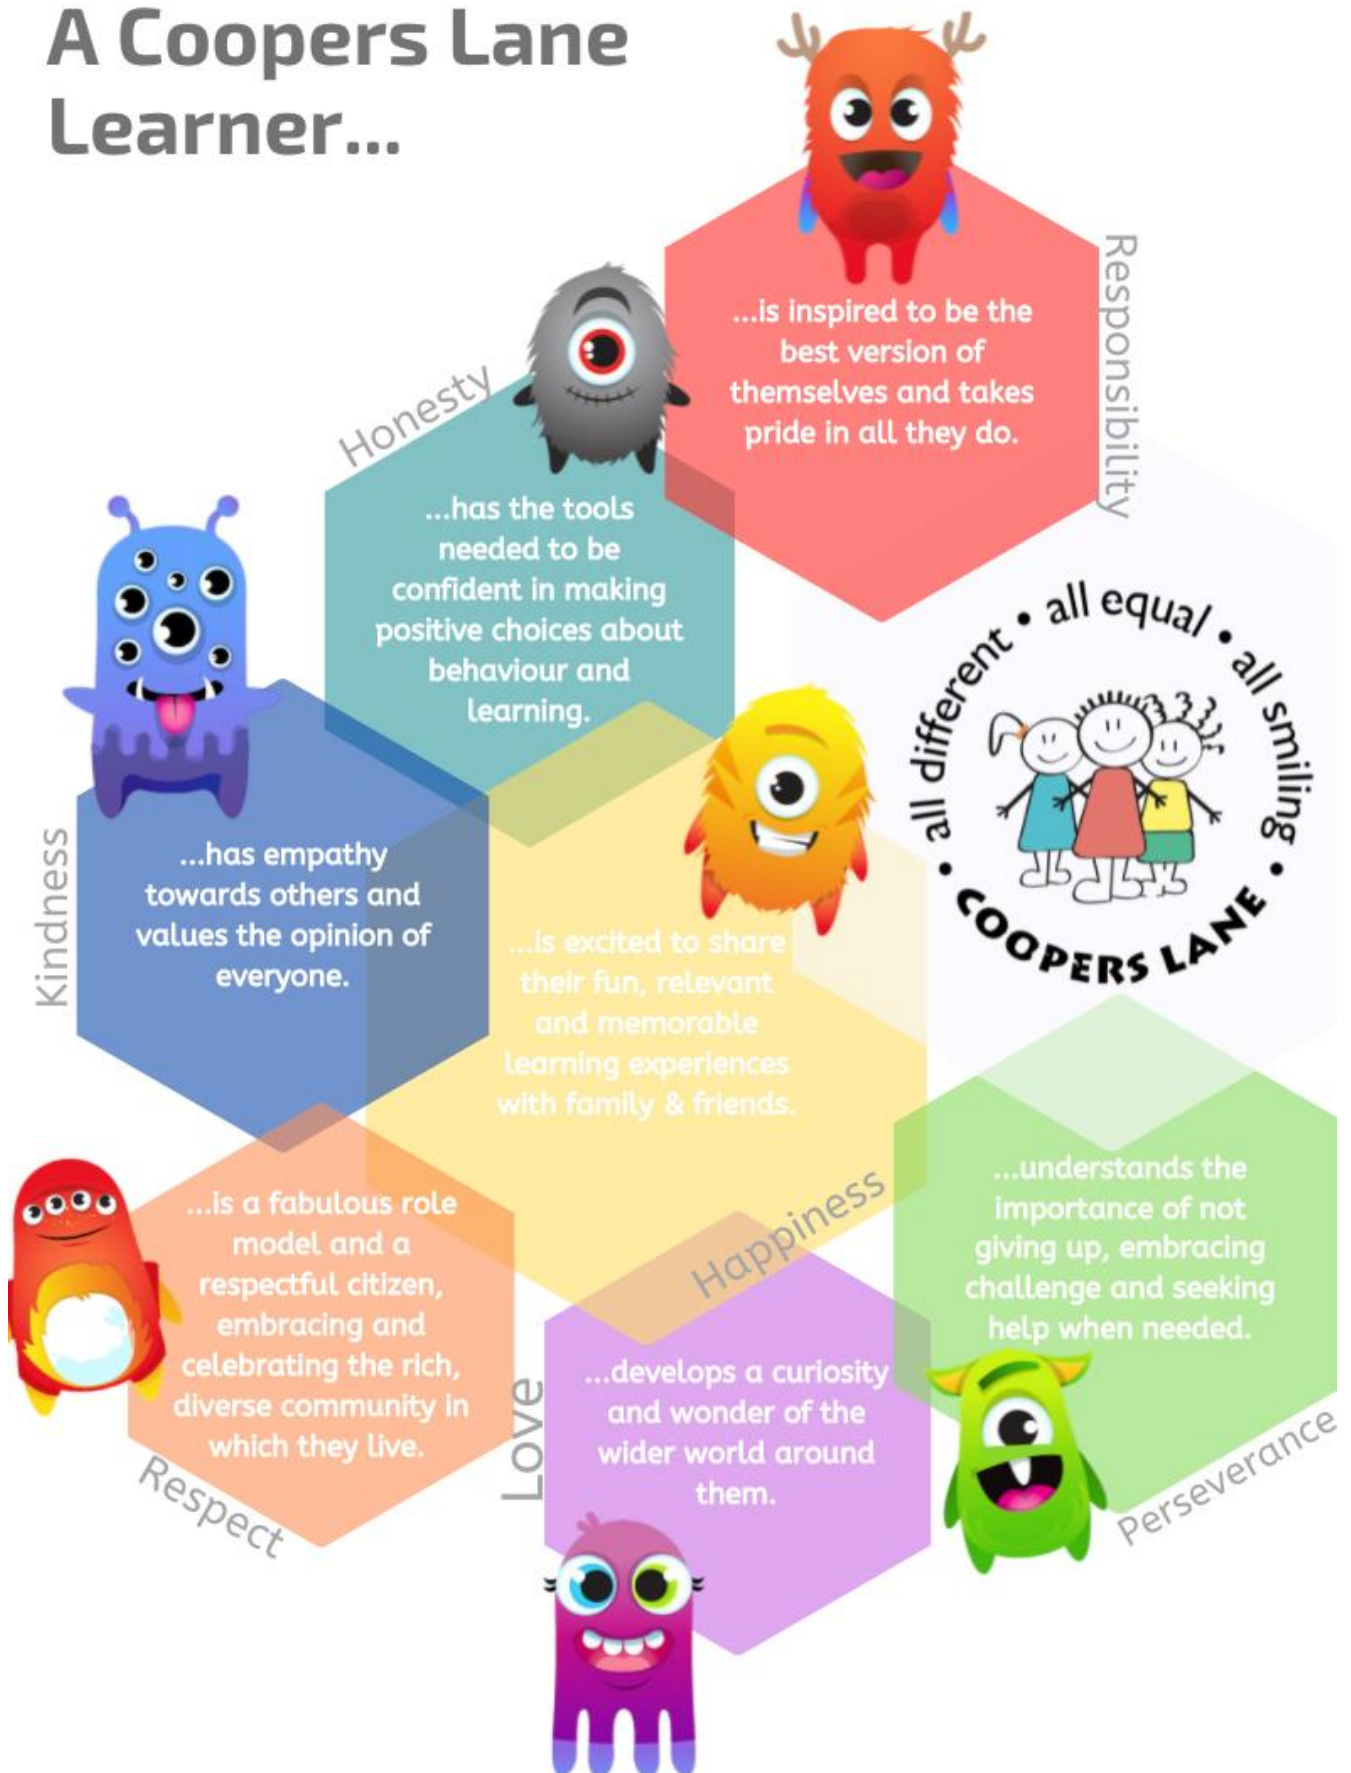 A Coopers Lane
Learner...
Responsibility
...is inspired to be the
best version of
themselves and takes
pride in all they do.
Honesty
...has the tools
needed to be
confident in making
positive choices about
behaviour and
learning.
all different • all equal • all smiling •
COOPERS LANE •
Kindness
...has empathy
towards others and
values the opinion of
everyone.
...is excited to share
their fun, relevant
and memorable
learning experiences
with family & friends.
Happiness
...understands the
importance of not
giving up, embracing
challenge and seeking
help when needed.
Perseverance
...is a fabulous role
model and a
respectful citizen,
embracing and
celebrating the rich,
diverse community in
which they live.
Respect
Love
...develops a curiosity
and wonder of the
wider world around
them.